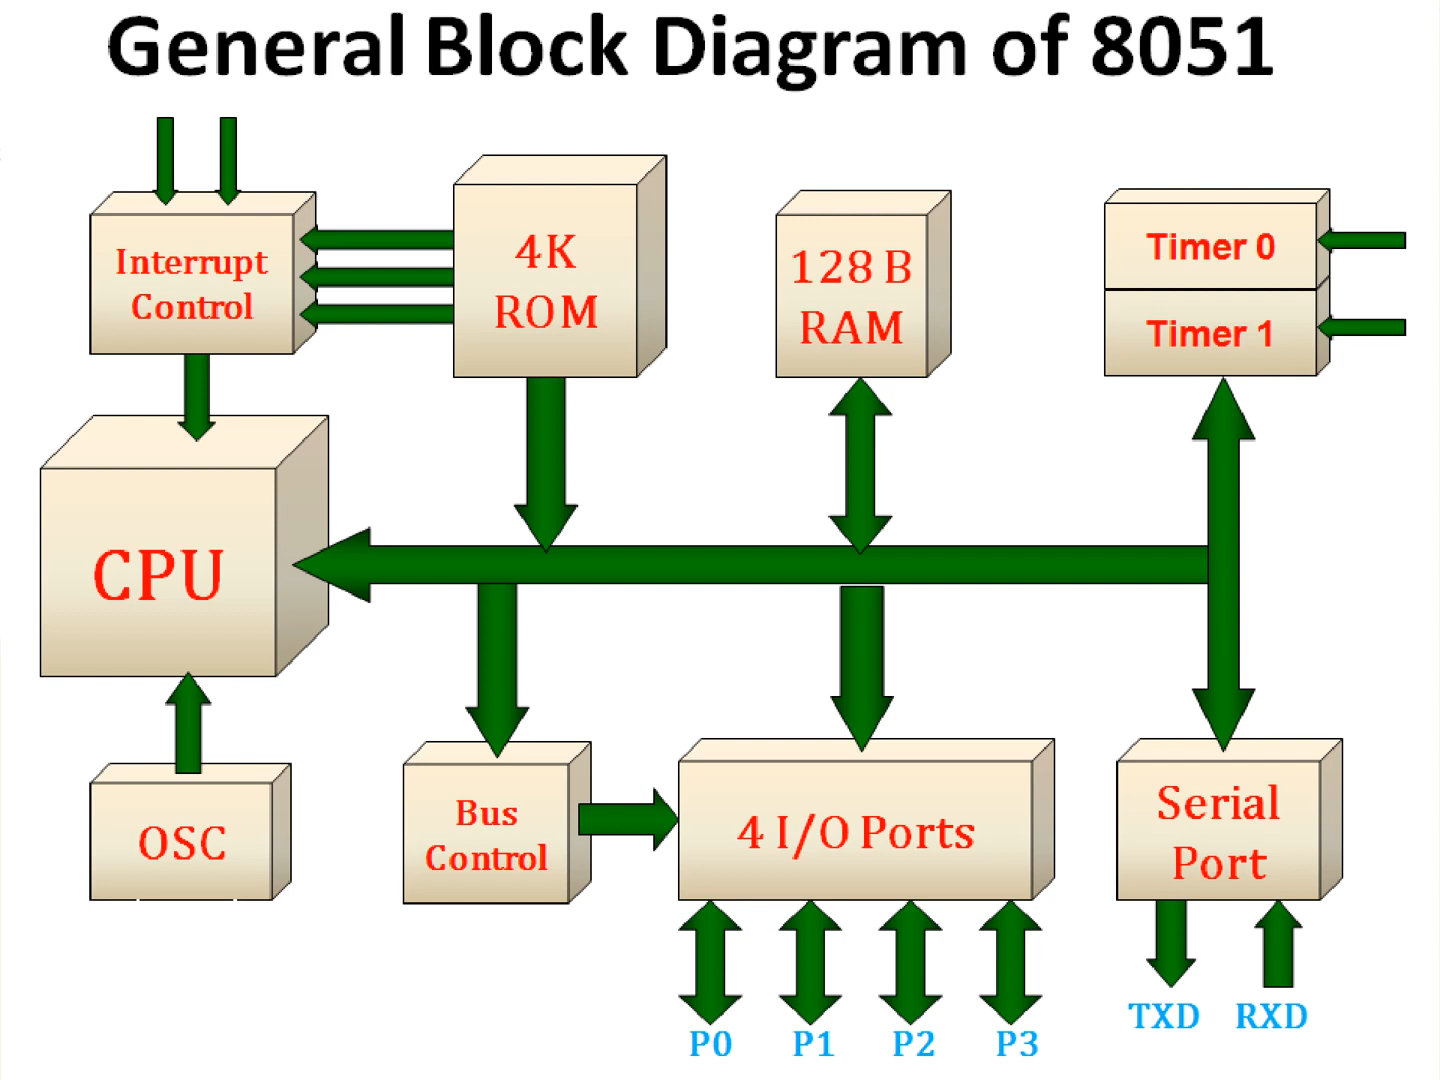 General Block Diagram of 8051
Interrupt
Control
4K
ROM
128 B
RAM
Timer 0
Timer 1
CPU
OSC
Bus
Control
4 I/O Ports
Serial
Port
TXD
RXD
P0
P1
P2
P3